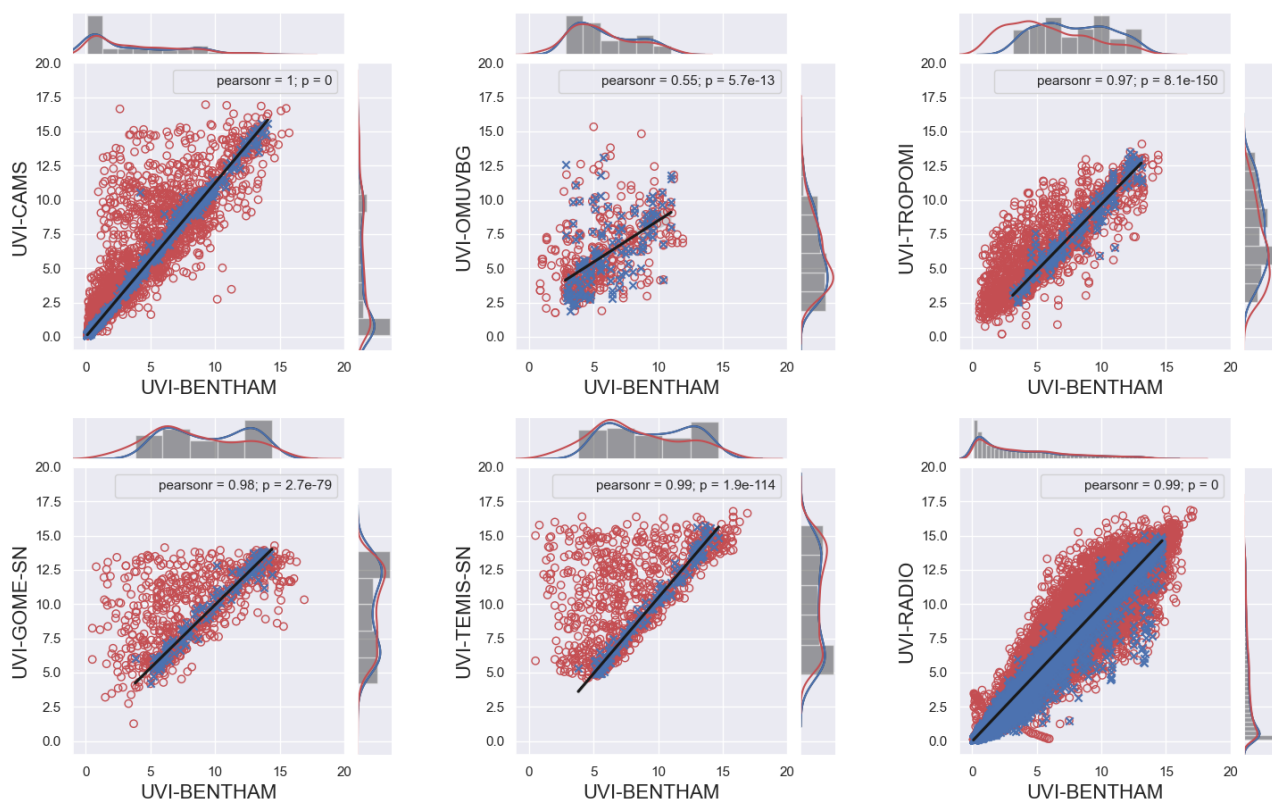 pearsonr = 1; p = 0
20.0
17.5
15.0
12.5
10.0
7.5
5.0
2.5
0.0
UVI-CAMS
0 5 10 15 20
UVI-BENTHAM
pearsonr = 0.55; p = 5.7e-13
20.0
17.5
15.0
12.5
10.0
7.5
5.0
2.5
0.0
UVI-OMUVBG
0 5 10 15 20
UVI-BENTHAM
pearsonr = 0.97; p = 8.1e-150
20.0
17.5
15.0
12.5
10.0
7.5
5.0
2.5
0.0
UVI-TROPOMI
0 5 10 15 20
UVI-BENTHAM
pearsonr = 0.98; p = 2.7e-79
20.0
17.5
15.0
12.5
10.0
7.5
5.0
2.5
0.0
UVI-GOME-SN
0 5 10 15 20
UVI-BENTHAM
pearsonr = 0.99; p = 1.9e-114
20.0
17.5
15.0
12.5
10.0
7.5
5.0
2.5
0.0
UVI-TEMIS-SN
0 5 10 15 20
UVI-BENTHAM
pearsonr = 0.99; p = 0
20.0
17.5
15.0
12.5
10.0
7.5
5.0
2.5
0.0
UVI-RADIO
0 5 10 15 20
UVI-BENTHAM